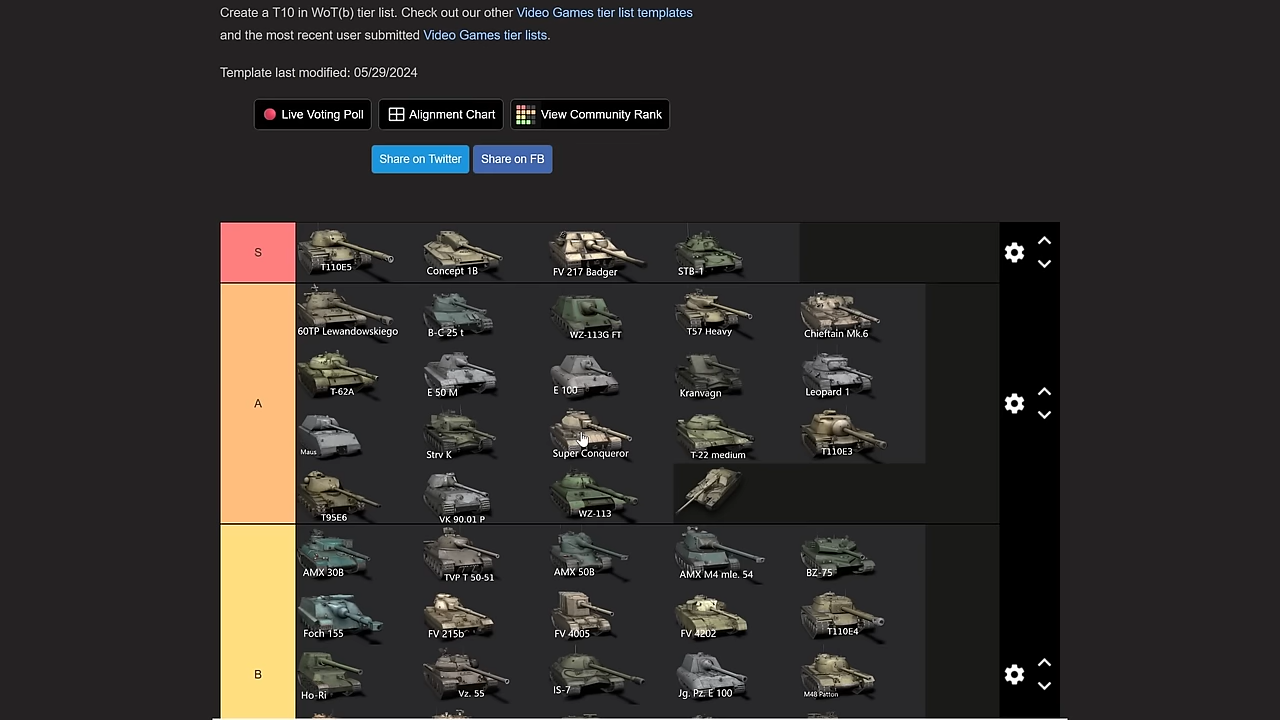 Create a T10 in WoT(b) tier list. Check out our other Video Games tier list templates
and the most recent user submitted Video Games tier lists.
Template last modified: 05/29/2024
Live Voting Poll
Alignment Chart
View Community Rank
Share on Twitter
Share on FB
S
T110E5
Concept 1B
FV 217 Badger
STB-1
A
60TP Lewandowskiego
B-C 25 t
WZ-113G FT
T57 Heavy
Chieftain Mk.6
T-62A
E 50 M
E 100
Kranvagn
Leopard 1
Maus
Strv K
Super Conqueror
T-22 medium
T110E3
T95E6
VK 90.01 P
WZ-113
B
AMX 30B
TVP T 50-51
AMX 50B
AMX M4 mle. 54
BZ-75
Foch 155
FV 215b
FV 4005
FV 4202
T110E4
Ho-Ri
Vz. 55
IS-7
Jg. Pz. E 100
M48 Patton